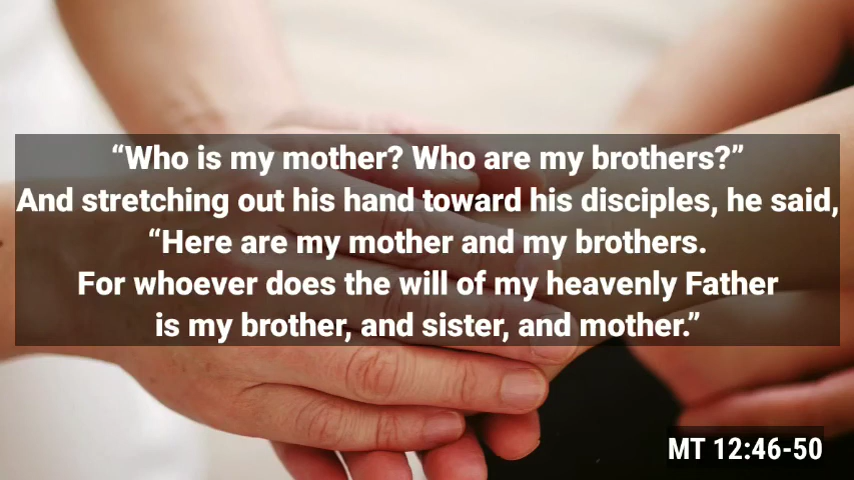 “Who is my mother? Who are my brothers?”
And stretching out his hand toward his disciples, he said,
“Here are my mother and my brothers.
For whoever does the will of my heavenly Father
is my brother, and sister, and mother.”
MT 12:46-50